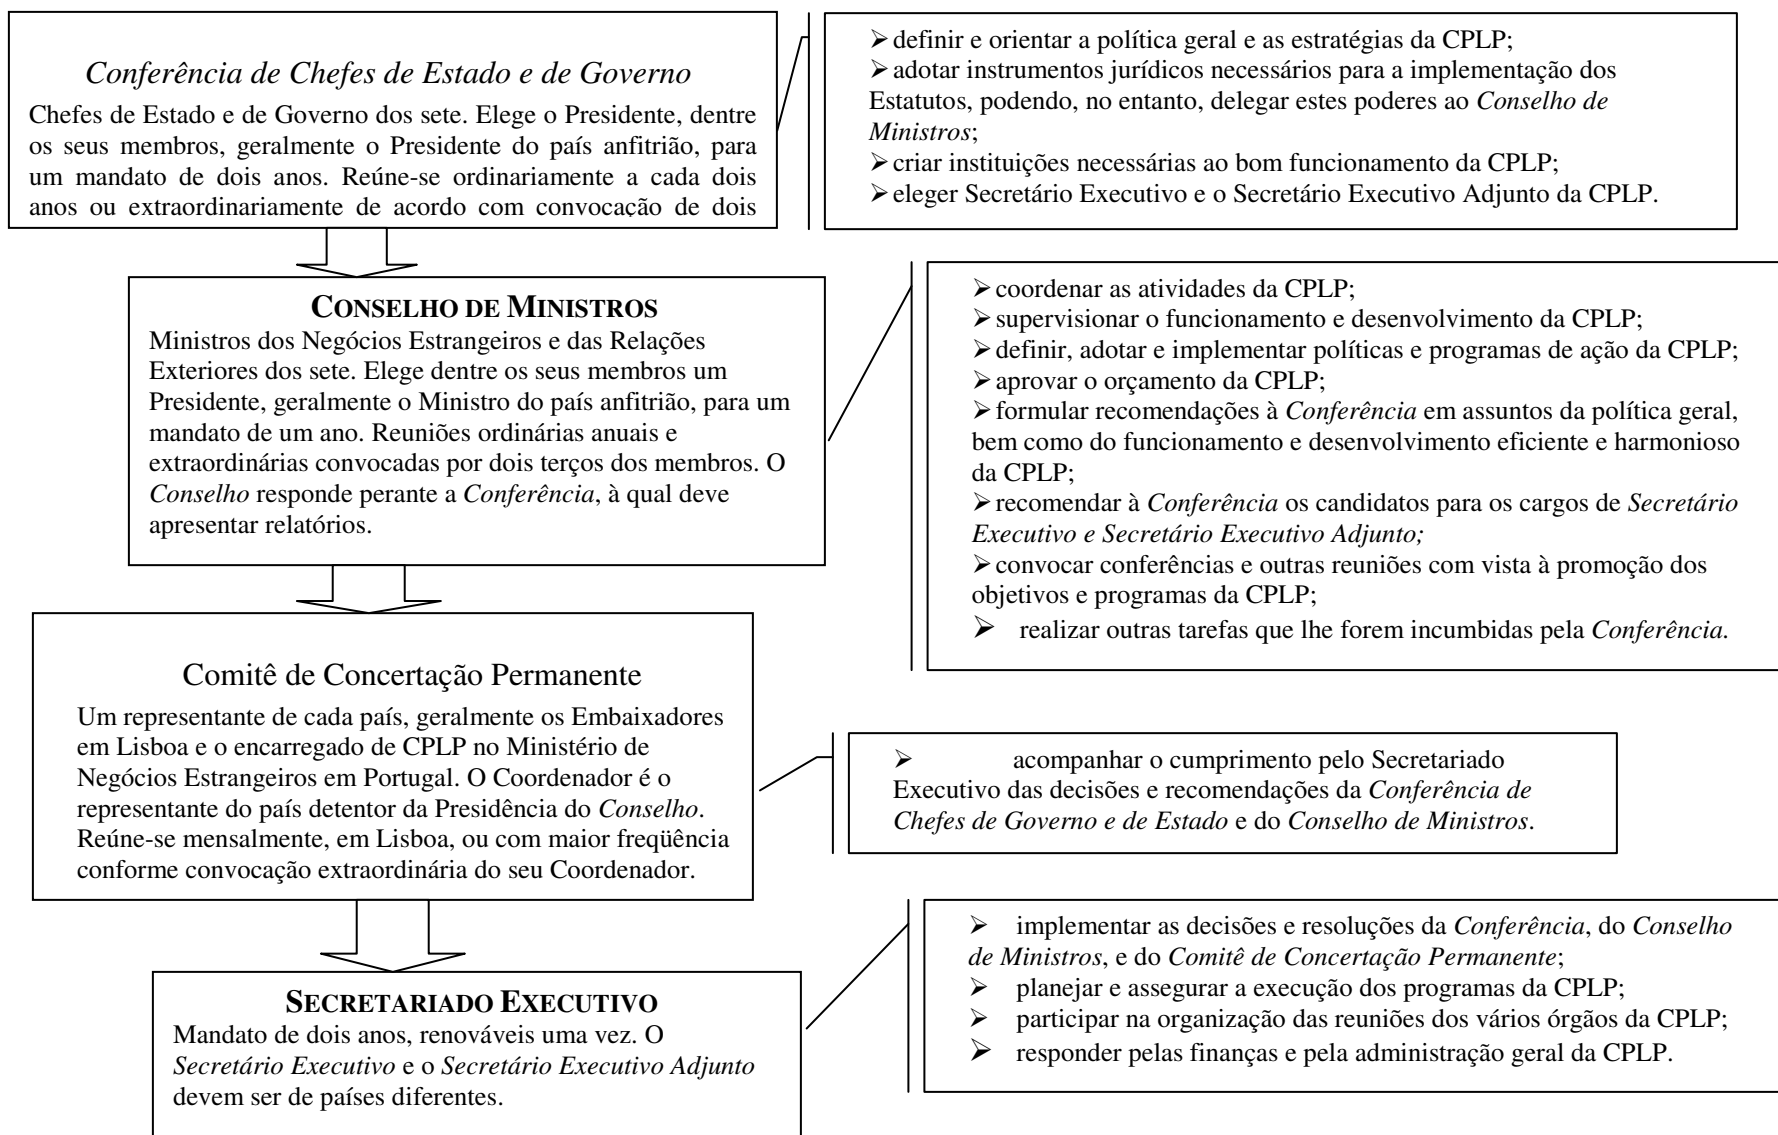 Conferência de Chefes de Estado e de Governo
Chefes de Estado e de Governo dos sete. Elege o Presidente, dentre
os seus membros, geralmente o Presidente do país anfitrião, para
um mandato de dois anos. Reúne-se ordinariamente a cada dois
anos ou extraordinariamente de acordo com convocação de dois
➢ definir e orientar a política geral e as estratégias da CPLP;
➢ adotar instrumentos jurídicos necessários para a implementação dos
Estatutos, podendo, no entanto, delegar estes poderes ao Conselho de
Ministros;
➢ criar instituições necessárias ao bom funcionamento da CPLP;
➢ eleger Secretário Executivo e o Secretário Executivo Adjunto da CPLP.
CONSELHO DE MINISTROS
Ministros dos Negócios Estrangeiros e das Relações
Exteriores dos sete. Elege dentre os seus membros um
Presidente, geralmente o Ministro do país anfitrião, para um
mandato de um ano. Reuniões ordinárias anuais e
extraordinárias convocadas por dois terços dos membros. O
Conselho responde perante a Conferência, à qual deve
apresentar relatórios.
➢ coordenar as atividades da CPLP;
➢ supervisionar o funcionamento e desenvolvimento da CPLP;
➢ definir, adotar e implementar políticas e programas de ação da CPLP;
➢ aprovar o orçamento da CPLP;
➢ formular recomendações à Conferência em assuntos da política geral,
bem como do funcionamento e desenvolvimento eficiente e harmonioso
da CPLP;
➢ recomendar à Conferência os candidatos para os cargos de Secretário
Executivo e Secretário Executivo Adjunto;
➢ convocar conferências e outras reuniões com vista à promoção dos
objetivos e programas da CPLP;
➢ realizar outras tarefas que lhe forem incumbidas pela Conferência.
Comitê de Concertação Permanente
Um representante de cada país, geralmente os Embaixadores
em Lisboa e o encarregado de CPLP no Ministério de
Negócios Estrangeiros em Portugal. O Coordenador é o
representante do país detentor da Presidência do Conselho.
Reúne-se mensalmente, em Lisboa, ou com maior freqüência
conforme convocação extraordinária do seu Coordenador.
➢ acompanhar o cumprimento pelo Secretariado
Executivo das decisões e recomendações da Conferência de
Chefes de Governo e de Estado e do Conselho de Ministros.
SECRETARIADO EXECUTIVO
Mandato de dois anos, renováveis uma vez. O
Secretário Executivo e o Secretário Executivo Adjunto
devem ser de países diferentes.
➢ implementar as decisões e resoluções da Conferência, do Conselho
de Ministros, e do Comitê de Concertação Permanente;
➢ planejar e assegurar a execução dos programas da CPLP;
➢ participar na organização das reuniões dos vários órgãos da CPLP;
➢ responder pelas finanças e pela administração geral da CPLP.